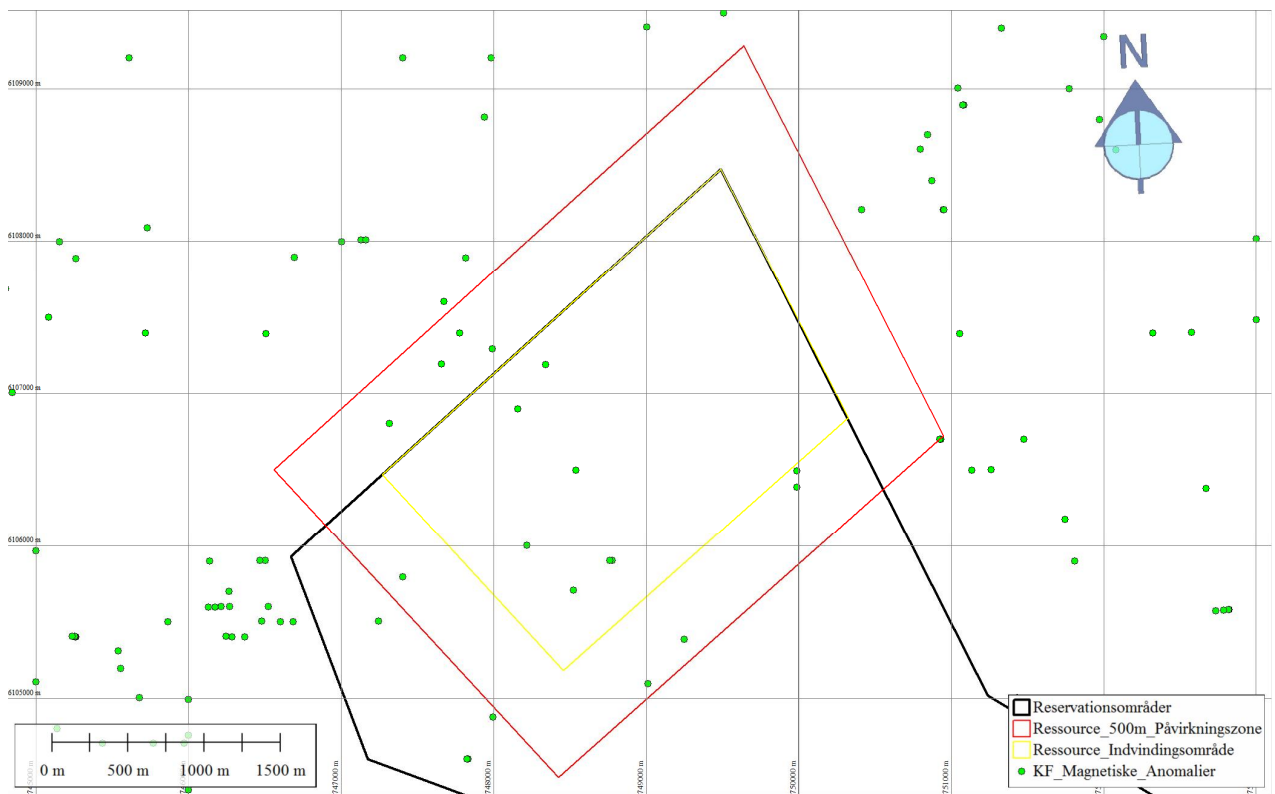 N
6109000 m
6108000 m
6107000 m
6106000 m
6105000 m
747000 m
748000 m
749000 m
750000 m
751000 m
0 m 500 m 1000 m 1500 m
Reservationsområder
Ressource_500m_Påvirkningszone
Ressource_Indvindingsområde
KF_Magnetiske_Anomalier